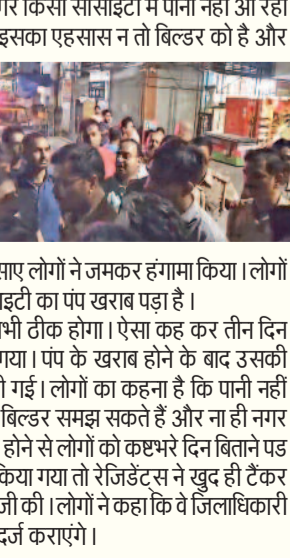 किसी सोसाइटी में पानी नहीं आ रहा
इसका एहसास न तो बिल्डर को है और
लोगों ने जमकर हंगामा किया । लोगों
का पंप खराब पड़ा है ।
भी ठीक होगा । ऐसा कह कर तीन दिन
गया । पंप के खराब होने के बाद उसकी
गई । लोगों का कहना है कि पानी नहीं
बिल्डर समझ सकते हैं और ना ही नगर
होने से लोगों को कष्टभरे दिन बिताने पड
किया गया तो रेजिडेंट्स ने खुद ही टैंकर
जी की । लोगों ने कहा कि वे जिलाधिकारी
दर्ज कराएंगे ।